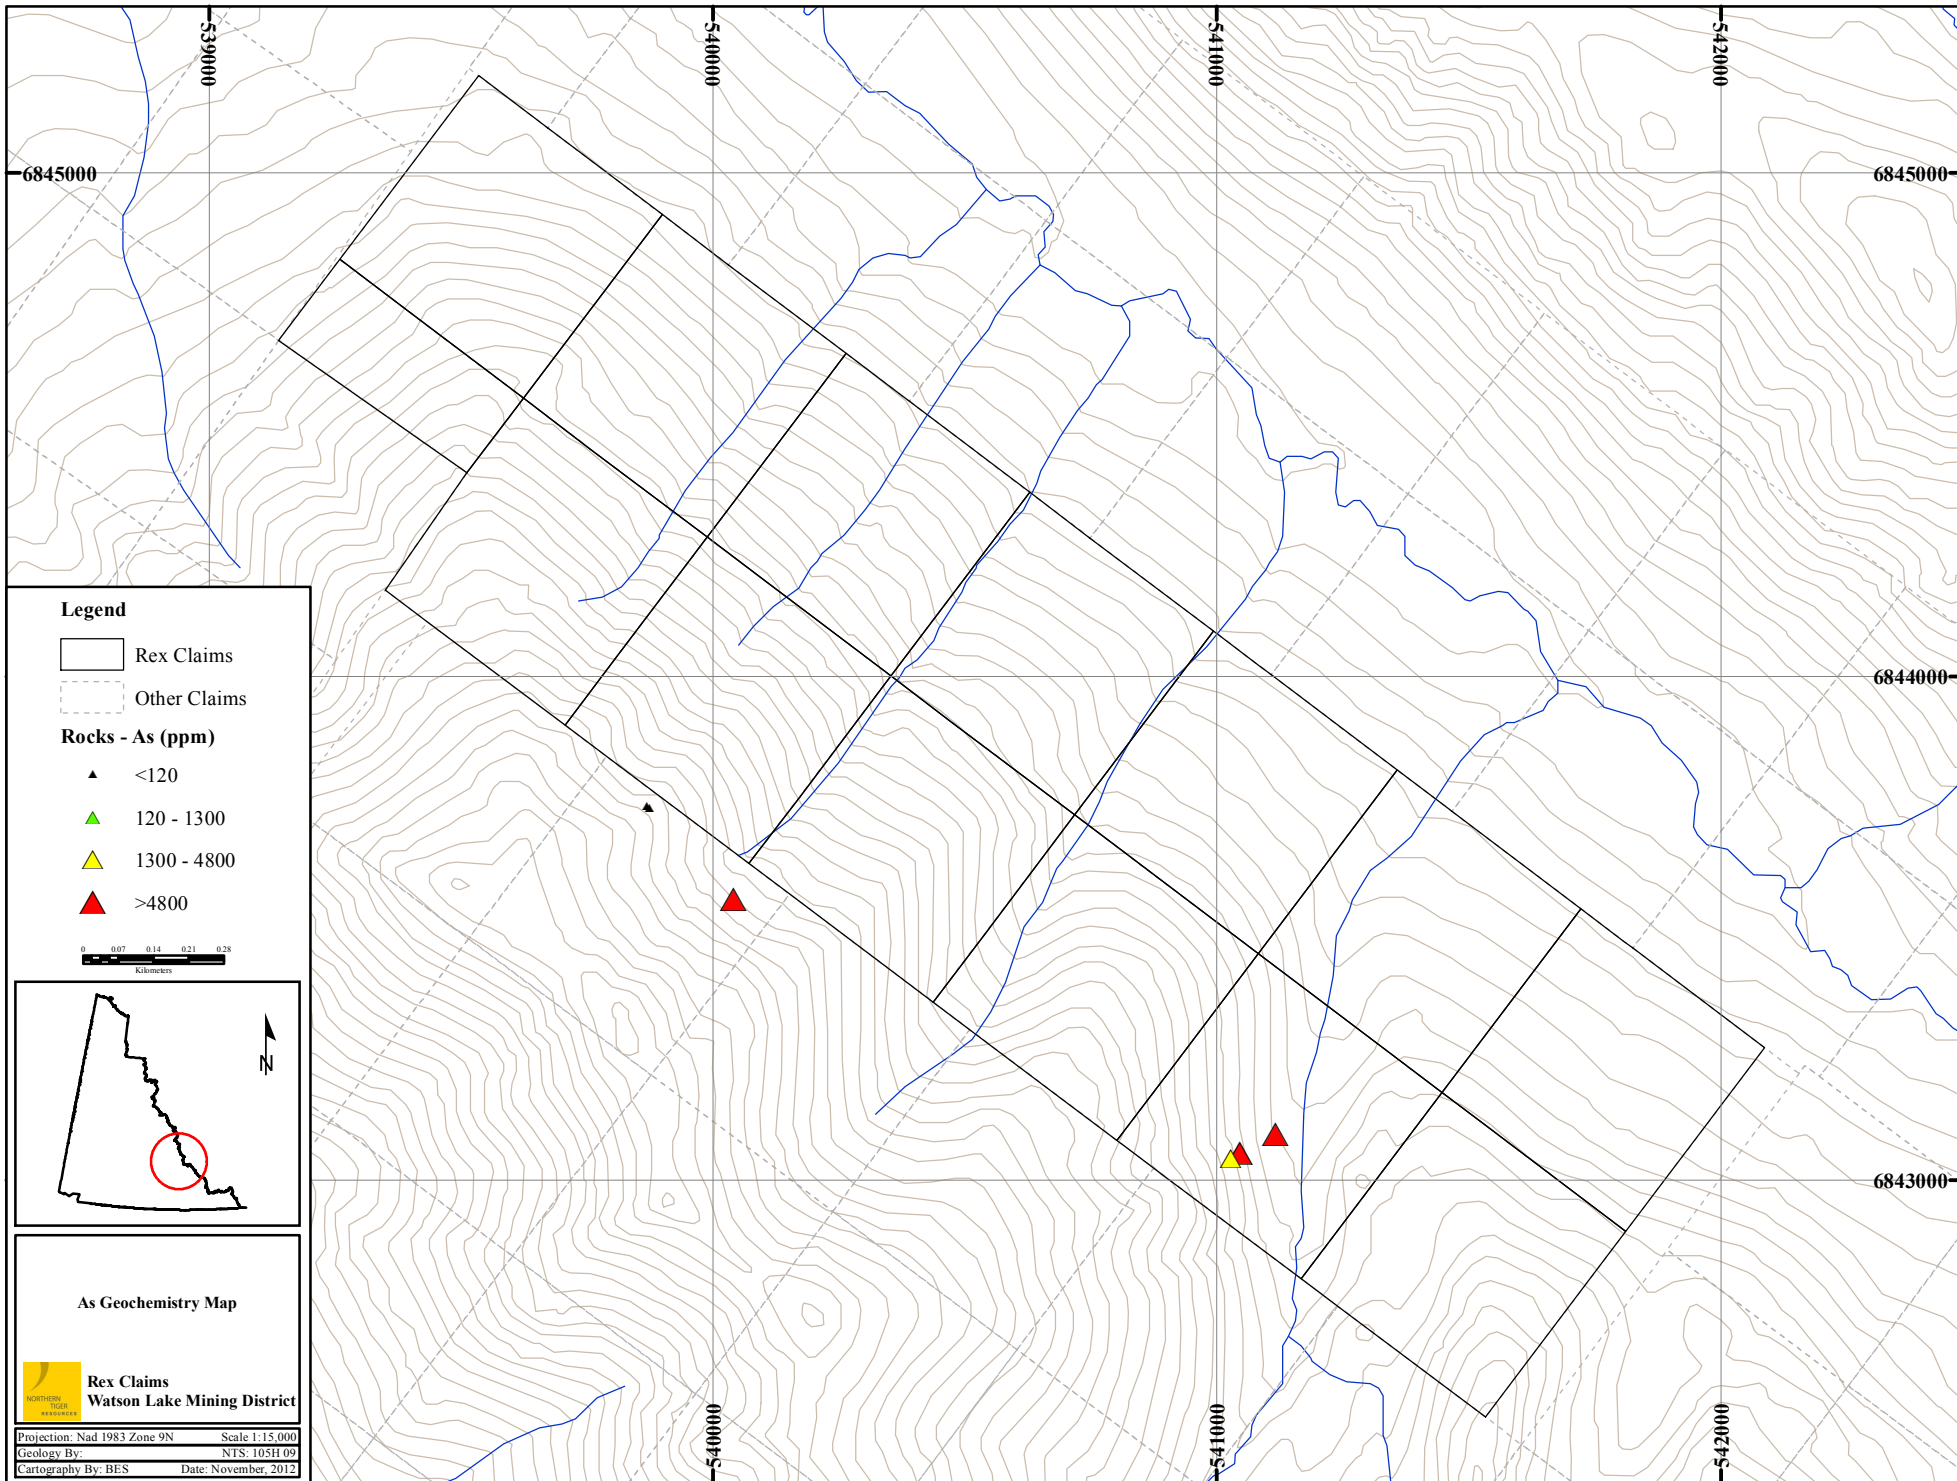 539000
540000
541000
542000
6845000
6845000
6844000
6843000
540000
541000
542000
Legend
Rex Claims
Other Claims
Rocks - As (ppm)
<120
120 - 1300
1300 - 4800
>4800
0 0.07 0.14 0.21 0.28
Kilometers
N
As Geochemistry Map
NORTHERN
TIGER
RESOURCES
Rex Claims
Watson Lake Mining District
Projection: Nad 1983 Zone 9N Scale 1:15,000
Geology By: NTS: 105H 09
Cartography By: BES Date: November, 2012